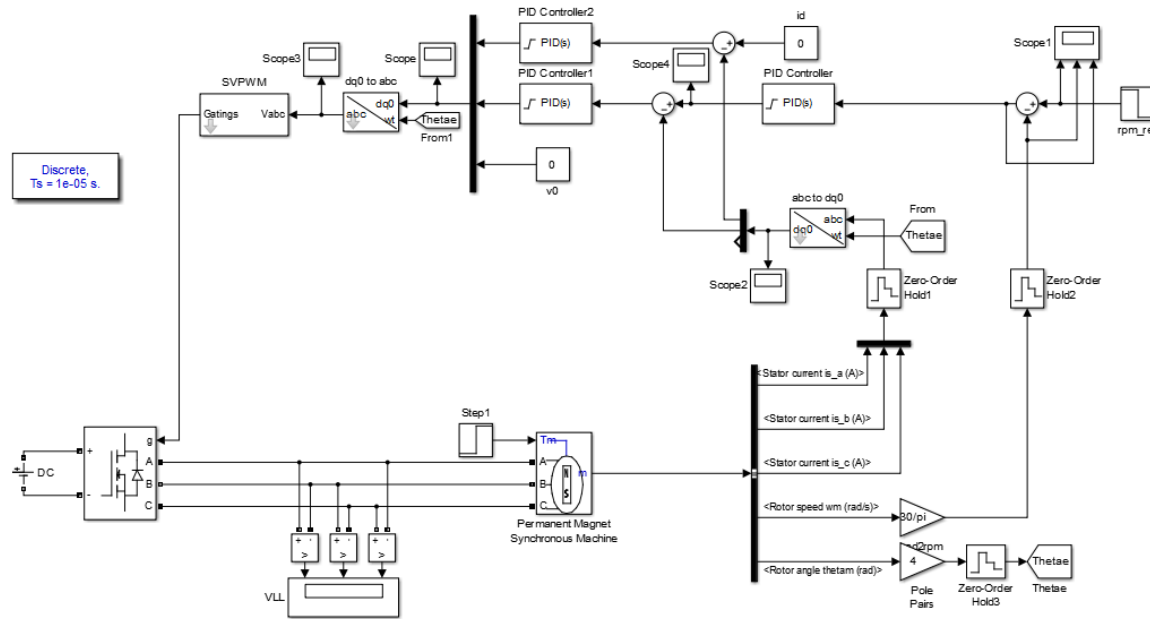 PID Controller2
id
PID(s)
0
Scope3
Scope
Scope4
PID Controller1
PID Controller
Scope1
SVPWM
dq0 to abc
PID(s)
PID(s)
Gatings
Vabc
dq0
abc
wt
Thetae
From1
rpm_re
Discrete,
Ts = 1e-05 s.
0
v0
abc to dq0
From
abc
dq0
wt
Thetae
Scope2
Zero-Order
Hold1
Zero-Order
Hold2
<Stator current is_a (A)>
Step1
<Stator current is_b (A)>
g
+
DC
-
A
B
C
Tm
A
B
C
N
S
m
<Stator current is_c (A)>
Permanent Magnet
Synchronous Machine
<Rotor speed wm (rad/s)>
30/pi
+ -
+ -
+ -
v
v
v
VLL
<Rotor angle thetam (rad)>
ad2rpm
4
Pole
Pairs
Zero-Order
Hold3
Thetae
Thetae